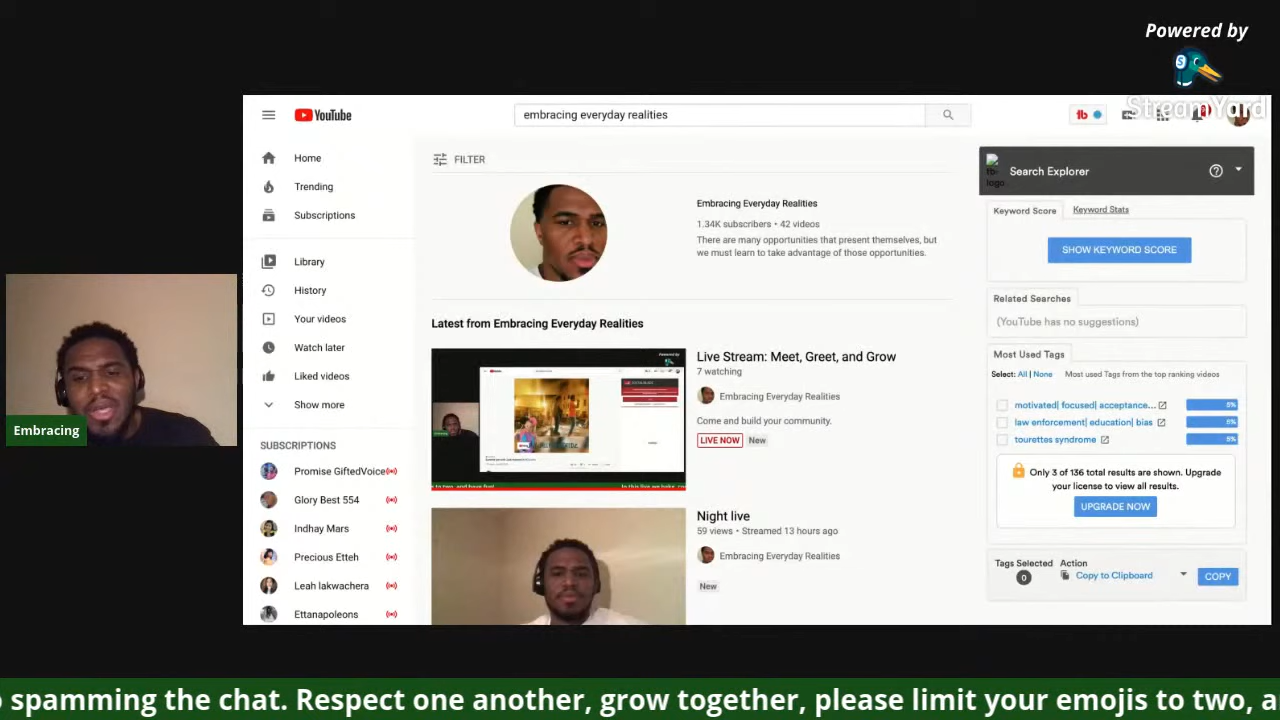 Powered by
StreamYard
YouTube
embracing everyday realities
fb
Home
Trending
Subscriptions
Library
History
Your videos
Watch later
Liked videos
Show more
SUBSCRIPTIONS
Promise GiftedVoice
Glory Best 554
Indhay Mars
Precious Etteh
Leah lakwachera
Ettanapoleons
FILTER
Embracing Everyday Realities
1.34K subscribers • 42 videos
There are many opportunities that present themselves, but
we must learn to take advantage of those opportunities.
Latest from Embracing Everyday Realities
Live Stream: Meet, Greet, and Grow
7 watching
Embracing Everyday Realities
Come and build your community.
LIVE NOW New
Night live
59 views • Streamed 13 hours ago
Embracing Everyday Realities
New
fb-
logo
Search Explorer
Keyword Score Keyword Stats
SHOW KEYWORD SCORE
Related Searches
(YouTube has no suggestions)
Most Used Tags
Select: All | None Most used Tags from the top ranking videos
motivated| focused| acceptance... 5%
law enforcement| education| bias 5%
tourettes syndrome 5%
Only 3 of 136 total results are shown. Upgrade
your license to view all results.
UPGRADE NOW
Tags Selected Action
0 Copy to Clipboard COPY
Embracing
spamming the chat. Respect one another, grow together, please limit your emojis to two, a